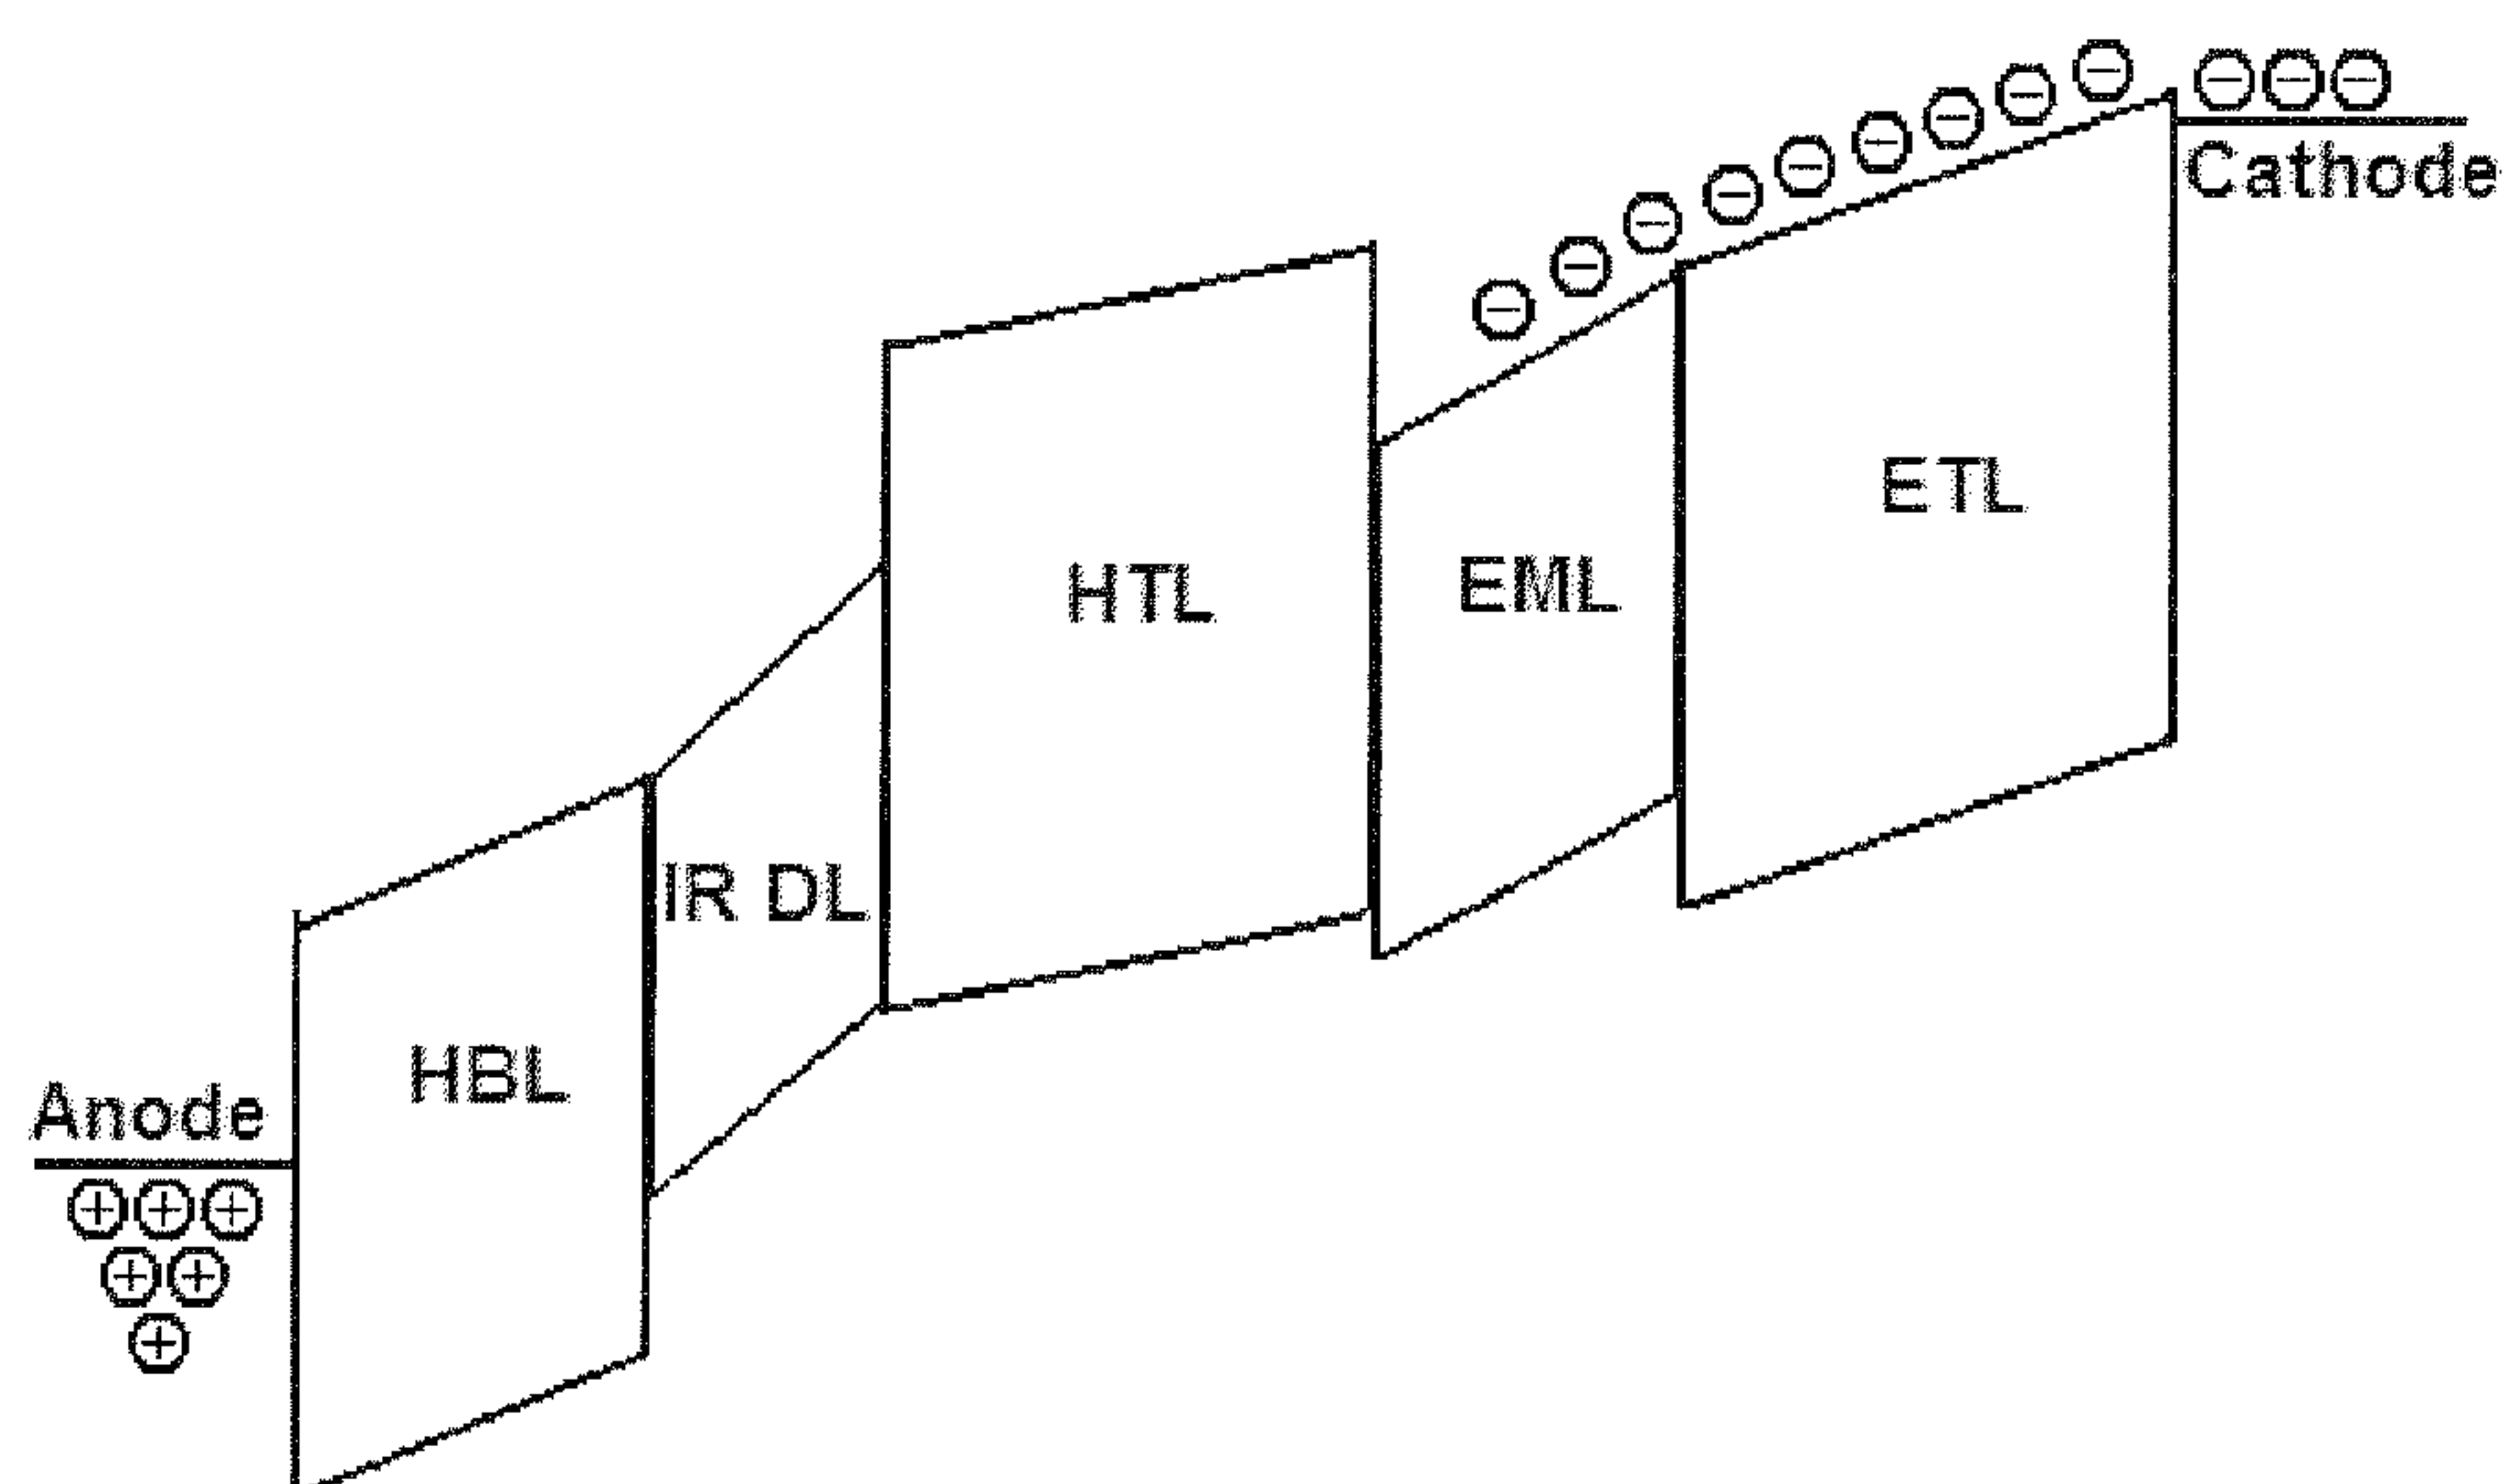 Cathode
ETL
HTL
EML
IR DL
HBL
Anode